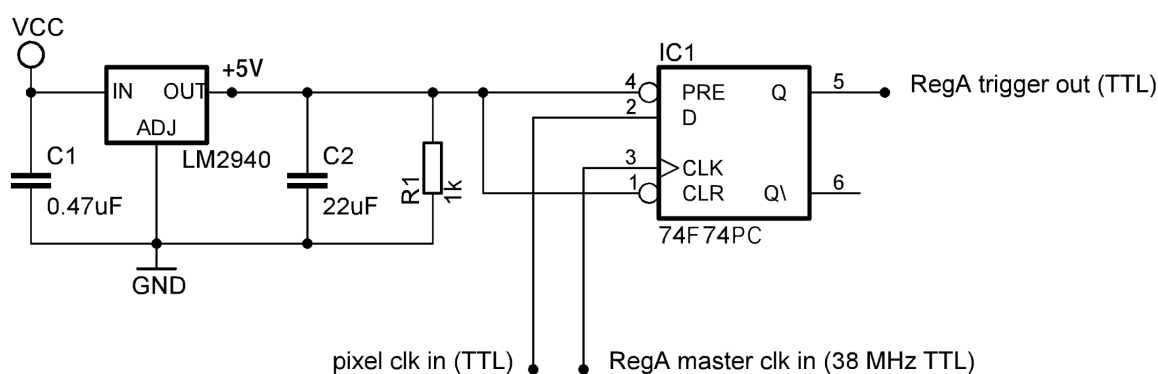 VCC
IC1
+5V
IN OUT
ADJ
LM2940
C1
0.47uF
C2
22uF
R1
1k
4 PRE Q 5
RegA trigger out (TTL)
2 D
3 CLK
1 CLR Q\ 6
74F74PC
GND
pixel clk in (TTL)
RegA master clk in (38 MHz TTL)